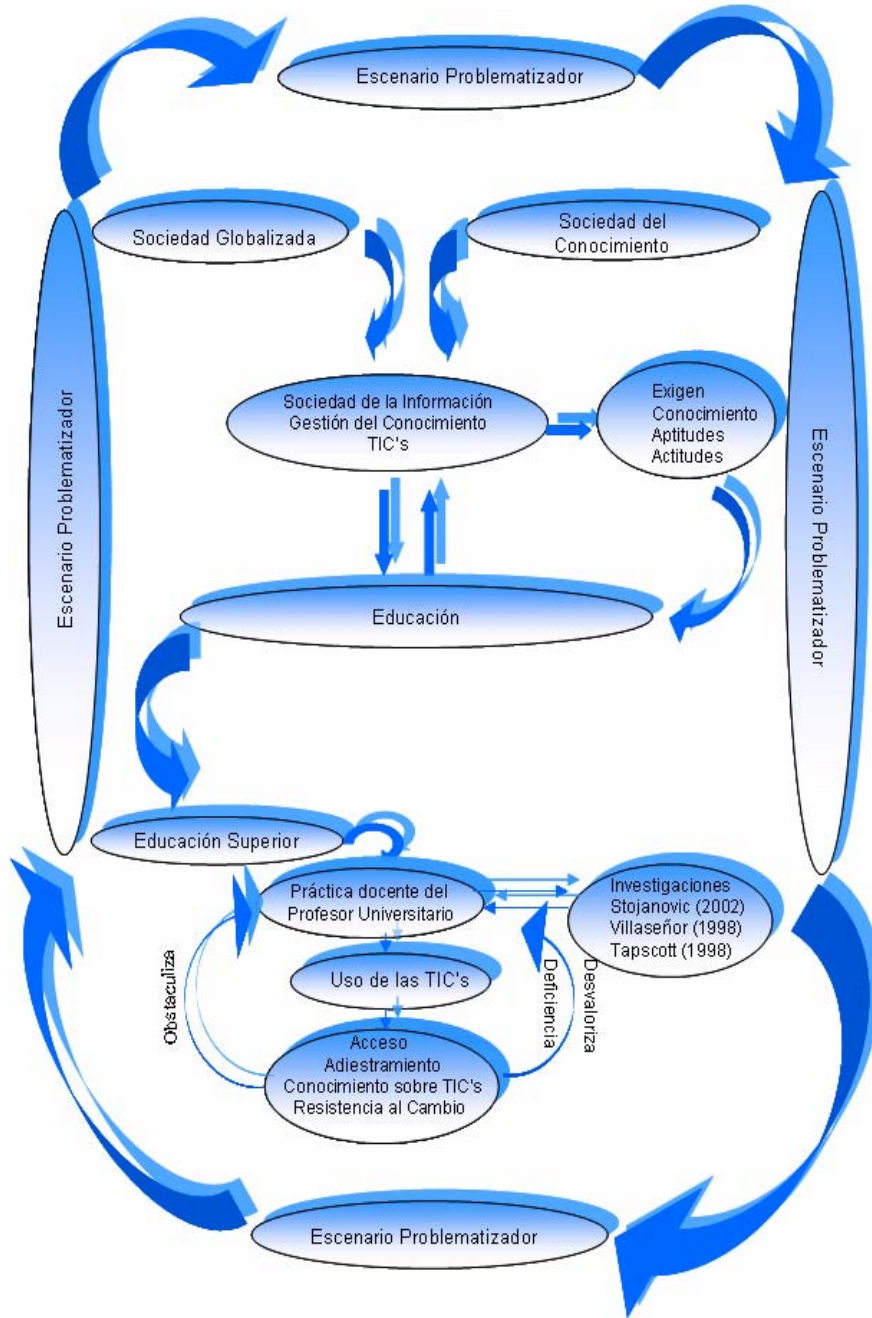 Escenario Problematizador
Sociedad Globalizada
Sociedad del
Conocimiento
Escenario Problematizador
Sociedad de la Información
Gestión del Conocimiento
TIC's
Exigen
Conocimiento
Aptitudes
Actitudes
Escenario Problematizador
Educación
Educación Superior
Práctica docente del
Profesor Universitario
Investigaciones
Stojanovic (2002)
Villaseñor (1998)
Tapscott (1998)
Uso de las TIC's
Obstaculiza
Deficiencia
Desvaloriza
Acceso
Adiestramiento
Conocimiento sobre TIC's
Resistencia al Cambio
Escenario Problematizador